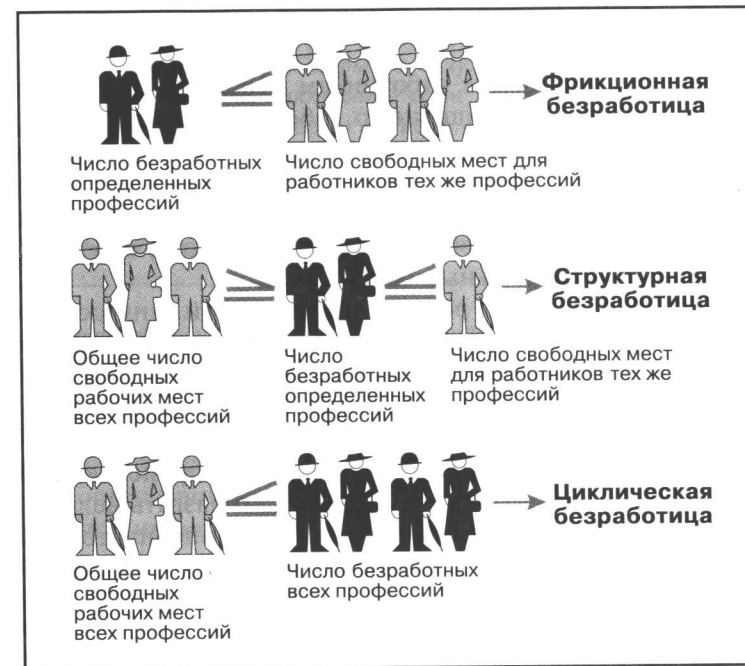 Фрикционная
безработица
Число безработных
определенных
профессий
Число свободных мест для
работников тех же профессий
Структурная
безработица
Общее число
свободных
рабочих мест
всех профессий
Число
безработных
определенных
профессий
Число свободных мест
для работников тех же
профессий
Циклическая
безработица
Общее число
свободных
рабочих мест
всех профессий
Число безработных
всех профессий